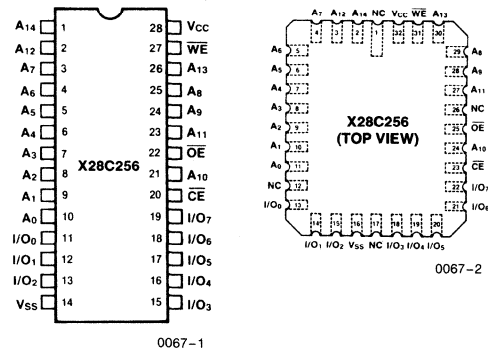 A14 1 28 VCC
A12 2 27 WE
A7 3 26 A13
A6 4 25 A8
A5 5 24 A9
A4 6 23 A11
A3 7 22 OE
X28C256
A2 8 21 A10
A1 9 20 CE
A0 10 19 I/O7
I/O0 11 18 I/O6
I/O1 12 17 I/O5
I/O2 13 16 I/O4
VSS 14 15 I/O3
0067-1
A7 A12 A14 NC VCC WE A13
4 3 2 1 32 31 30
A6 5 29 A8
A5 6 28 A9
A4 7 27 A11
A3 8 26 NC
X28C256
(TOP VIEW)
A2 9 25 OE
A1 10 24 A10
A0 11 23 CE
NC 12 22 I/O7
I/O0 13 21 I/O6
14 15 16 17 18 19 20
I/O1 I/O2 VSS NC I/O3 I/O4 I/O5
0067-2